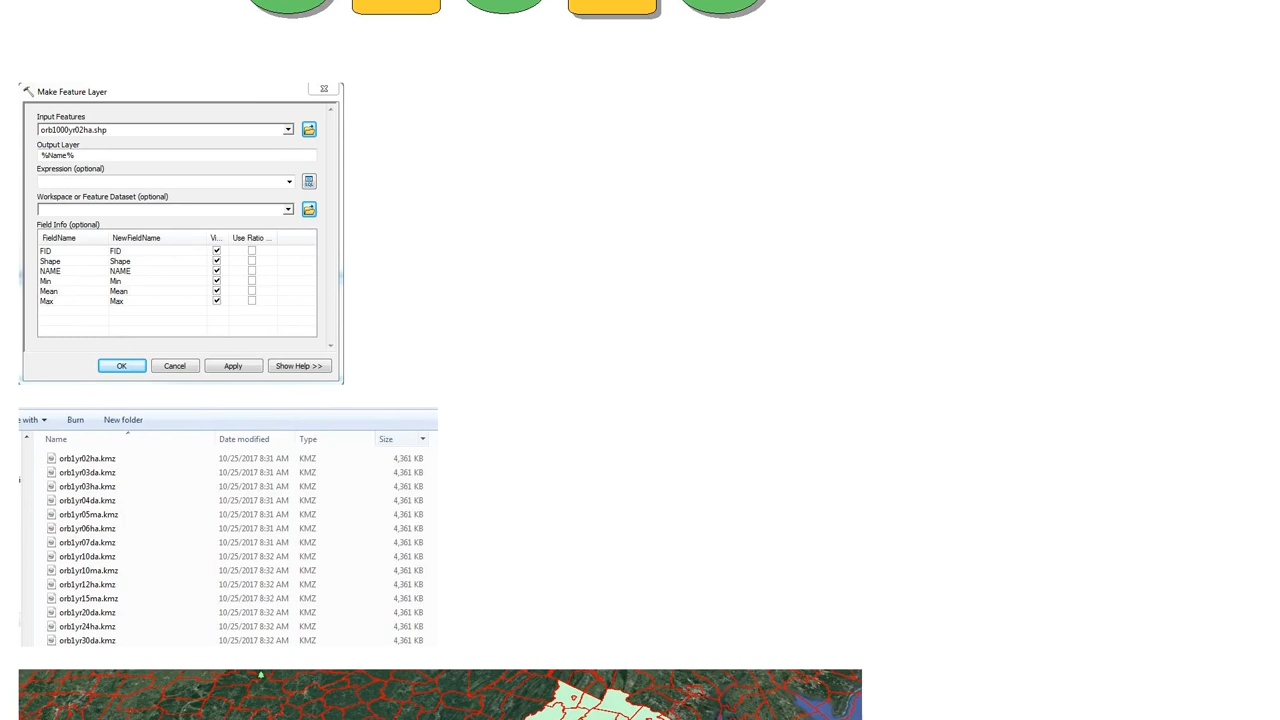 Make Feature Layer
Input Features
orb1000yr02ha.shp
Output Layer
%Name%
Expression (optional)
SQL
Workspace or Feature Dataset (optional)
Field Info (optional)
FieldName NewFieldName Vi... Use Ratio ...
FID FID
Shape Shape
NAME NAME
Min Min
Mean Mean
Max Max
OK Cancel Apply Show Help >>
e with Burn New folder
Name Date modified Type Size
orb1yr02ha.kmz 10/25/2017 8:31 AM KMZ 4,361 KB
orb1yr03da.kmz 10/25/2017 8:31 AM KMZ 4,361 KB
orb1yr03ha.kmz 10/25/2017 8:31 AM KMZ 4,361 KB
orb1yr04da.kmz 10/25/2017 8:31 AM KMZ 4,361 KB
orb1yr05ma.kmz 10/25/2017 8:31 AM KMZ 4,361 KB
orb1yr06ha.kmz 10/25/2017 8:31 AM KMZ 4,361 KB
orb1yr07da.kmz 10/25/2017 8:31 AM KMZ 4,361 KB
orb1yr10da.kmz 10/25/2017 8:32 AM KMZ 4,361 KB
orb1yr10ma.kmz 10/25/2017 8:32 AM KMZ 4,361 KB
orb1yr12ha.kmz 10/25/2017 8:32 AM KMZ 4,361 KB
orb1yr15ma.kmz 10/25/2017 8:32 AM KMZ 4,361 KB
orb1yr20da.kmz 10/25/2017 8:32 AM KMZ 4,361 KB
orb1yr24ha.kmz 10/25/2017 8:32 AM KMZ 4,361 KB
orb1yr30da.kmz 10/25/2017 8:32 AM KMZ 4,361 KB